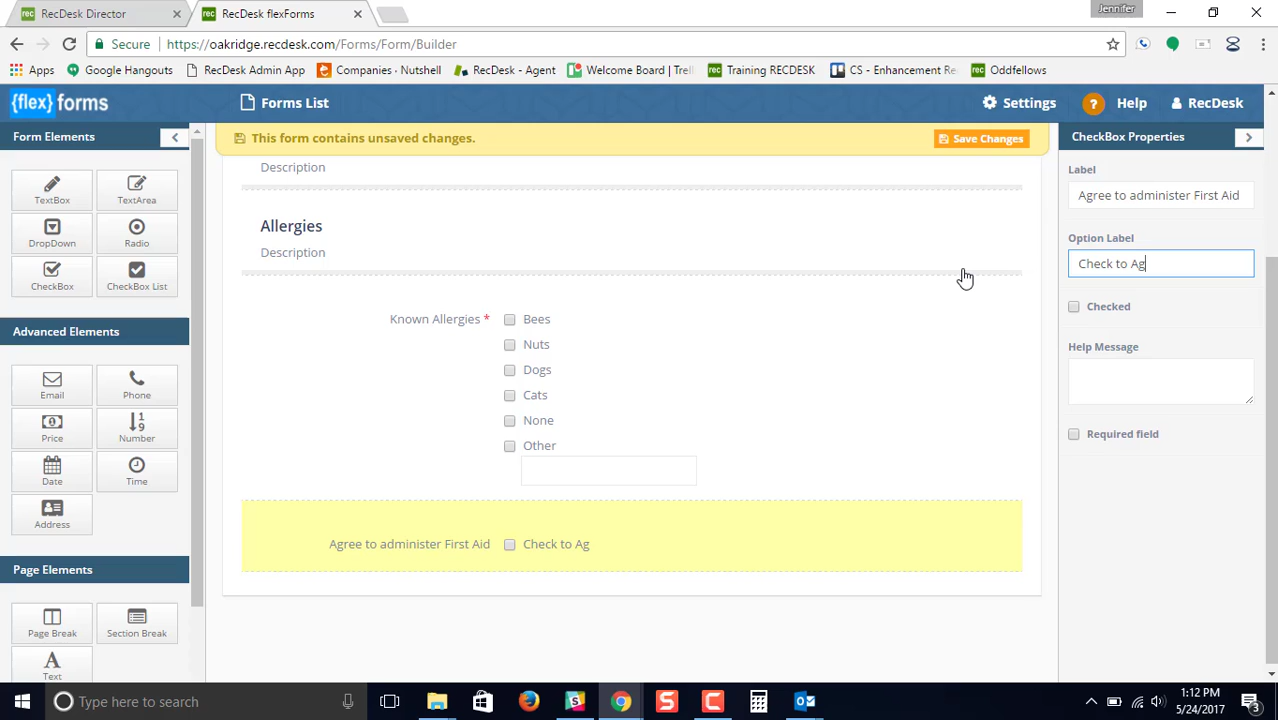 RecDesk Director
RecDesk flexForms
Jennifer
Secure https://oakridge.recdesk.com/Forms/Form/Builder
Apps Google Hangouts RecDesk Admin App Companies · Nutshell RecDesk - Agent Welcome Board | Trell Training RECDESK CS - Enhancement Re Oddfellows
{flex} forms Forms List Settings ? Help RecDesk
Form Elements
This form contains unsaved changes.
Save Changes
CheckBox Properties
TextBox TextArea
DropDown Radio
CheckBox CheckBox List
Advanced Elements
Email Phone
Price Number
Date Time
Address
Page Elements
Page Break Section Break
Text
Description
Allergies
Description
Known Allergies * Bees
Nuts
Dogs
Cats
None
Other
Agree to administer First Aid Check to Ag
Label
Agree to administer First Aid
Option Label
Check to Ag
Checked
Help Message
Required field
Type here to search
1:12 PM
5/24/2017
3